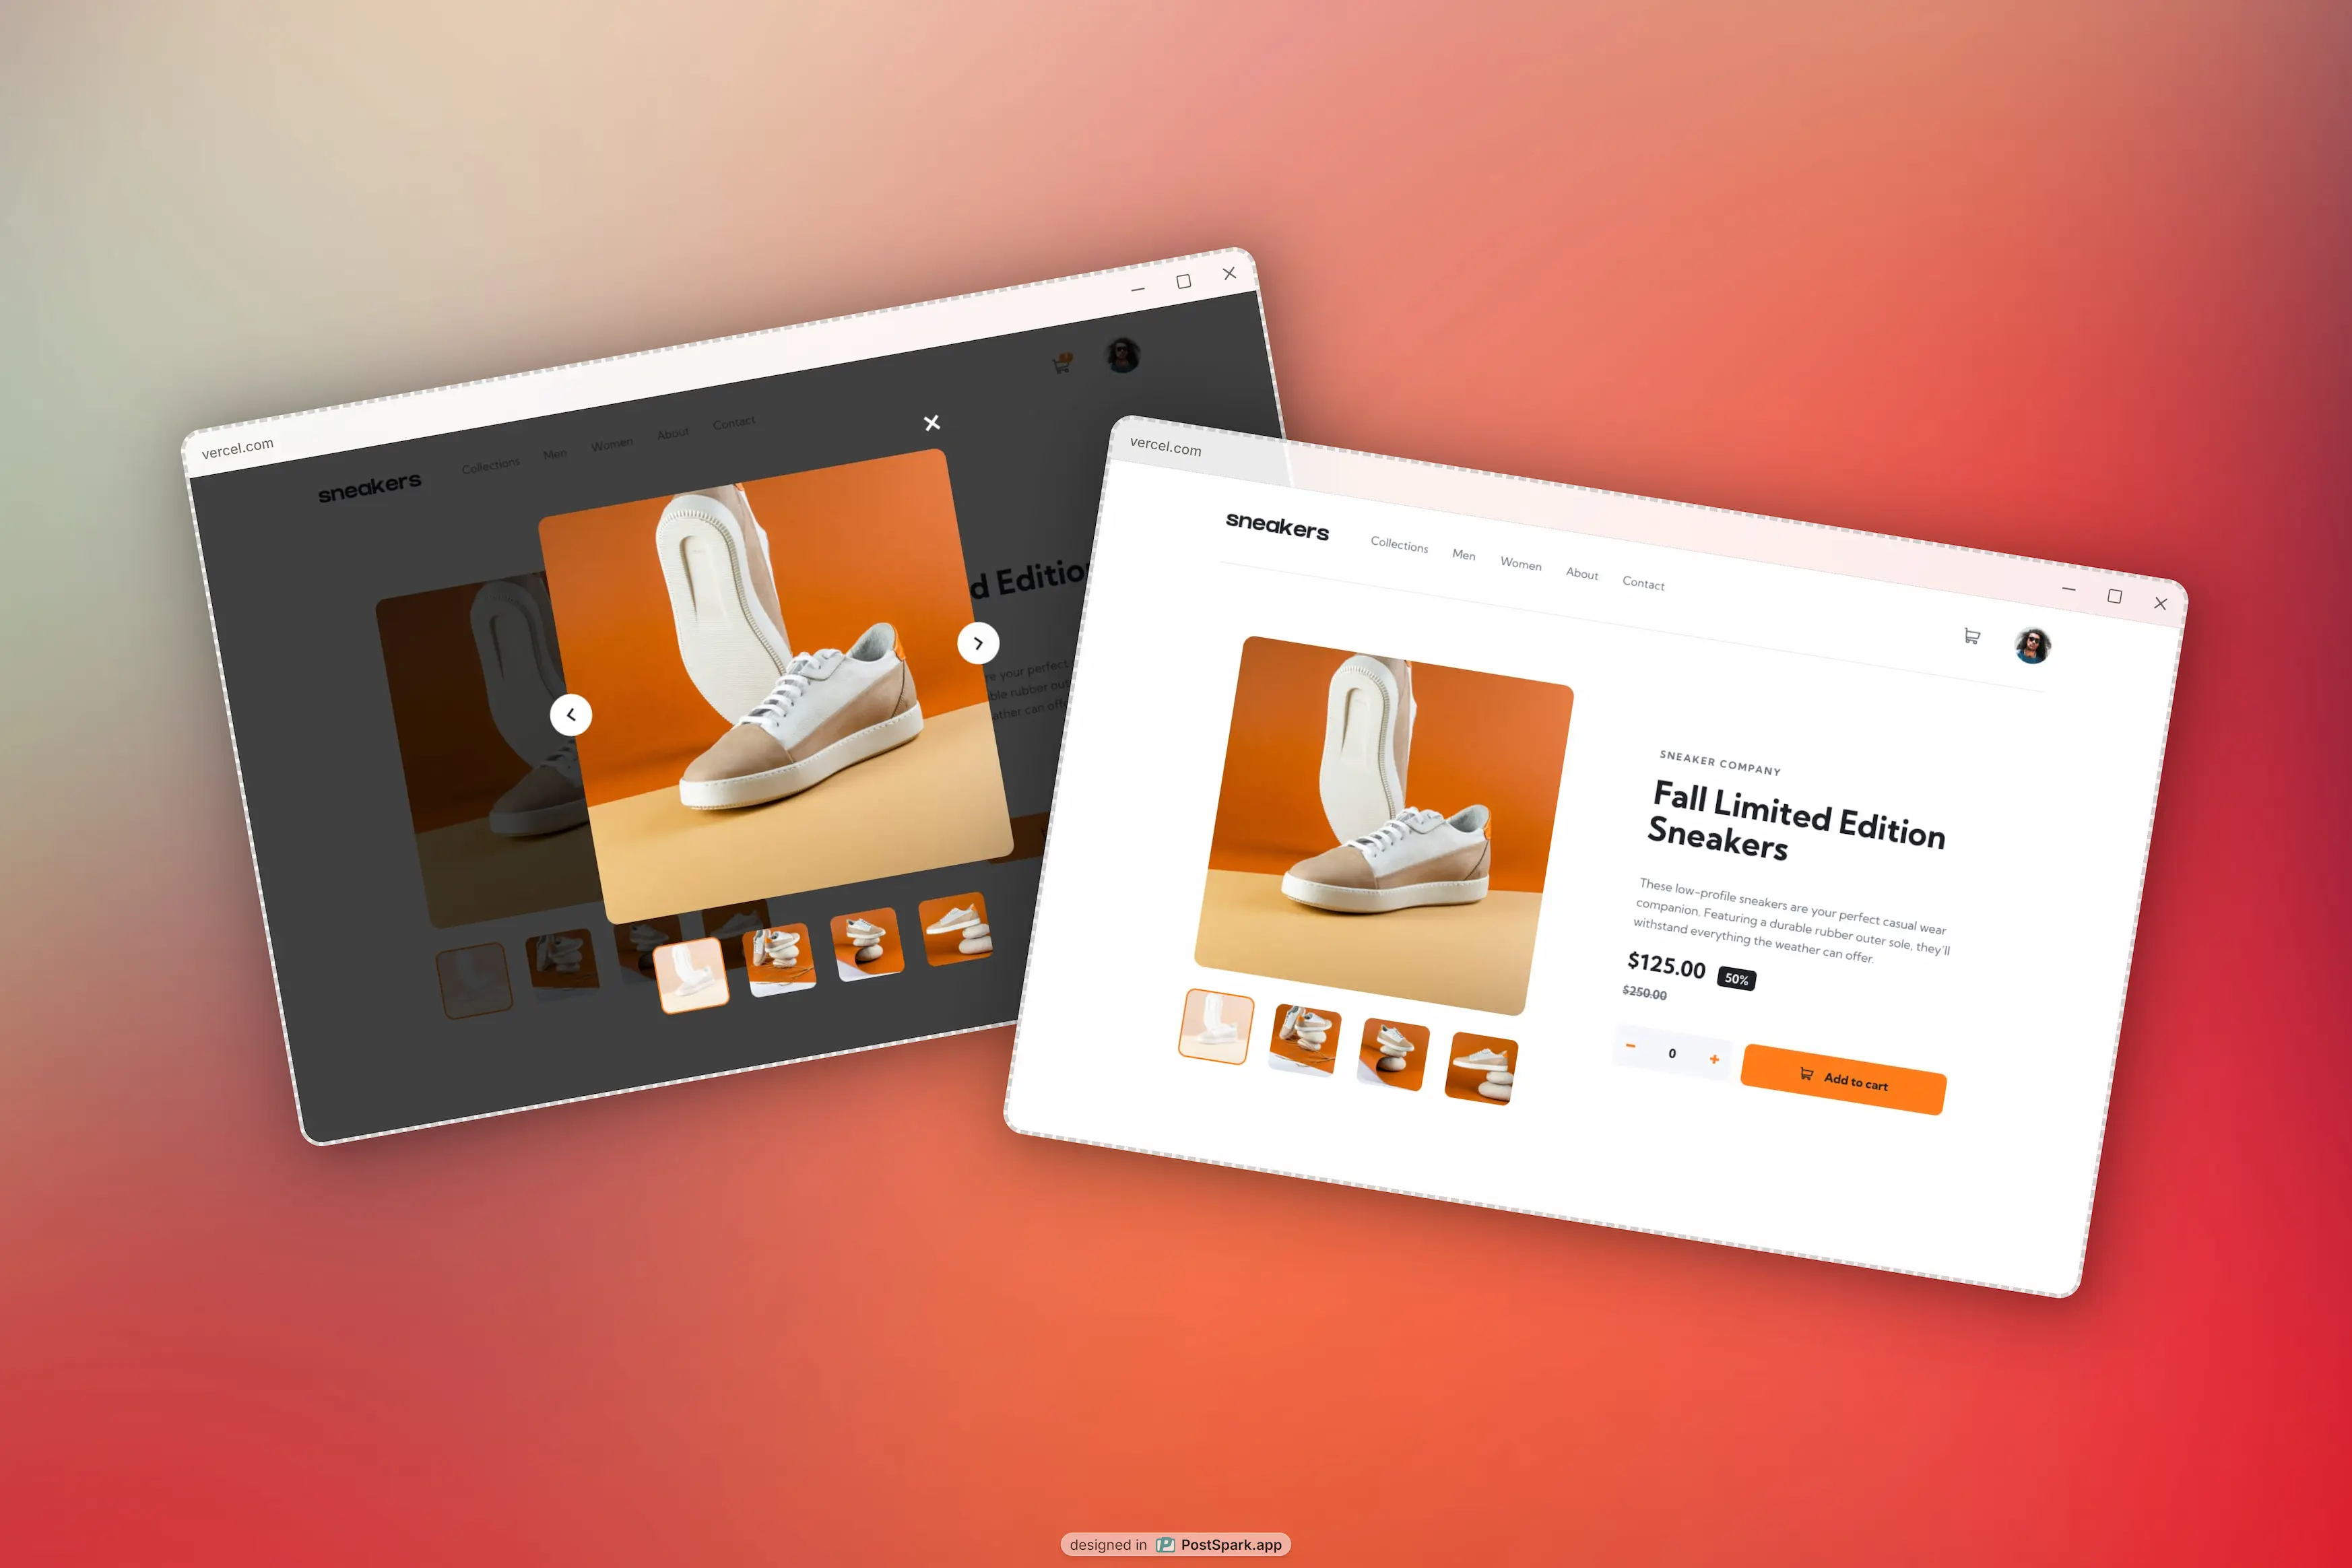 vercel.com
sneakers
Collections Men Women About Contact
d Edition
re your perfect
ble rubber out
ather can offe
vercel.com
sneakers
Collections Men Women About Contact
SNEAKER COMPANY
Fall Limited Edition
Sneakers
These low-profile sneakers are your perfect casual wear
companion. Featuring a durable rubber outer sole, they'll
withstand everything the weather can offer.
$125.00 50%
$250.00
0
Add to cart
designed in PostSpark.app